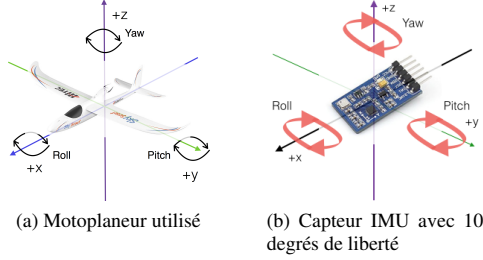 +z
Yaw
Roll
+x
Pitch
+y
(a) Motoplaneur utilisé
+z
Yaw
Roll
+x
Pitch
+y
(b) Capteur IMU avec 10
degrés de liberté